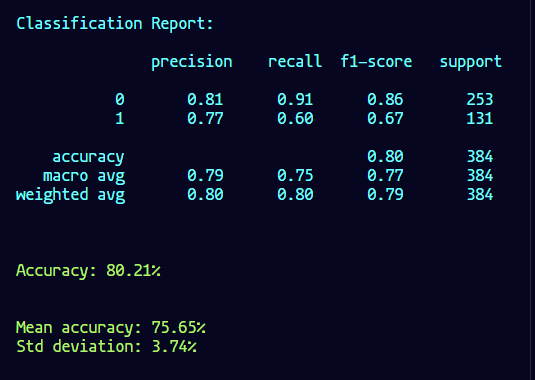 Classification Report:
precision recall f1-score support
0 0.81 0.91 0.86 253
1 0.77 0.60 0.67 131
accuracy 0.80 384
macro avg 0.79 0.75 0.77 384
weighted avg 0.80 0.80 0.79 384
Accuracy: 80.21%
Mean accuracy: 75.65%
Std deviation: 3.74%